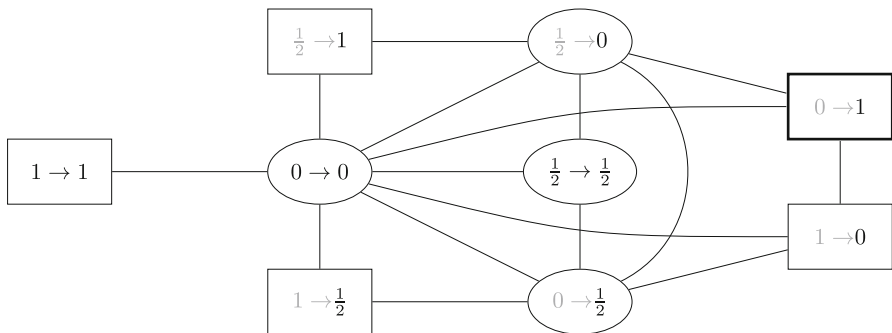 ½ →1
½ →0
0 →1
1 → 1
0 → 0
½ → ½
1 →0
1 →½
0 →½